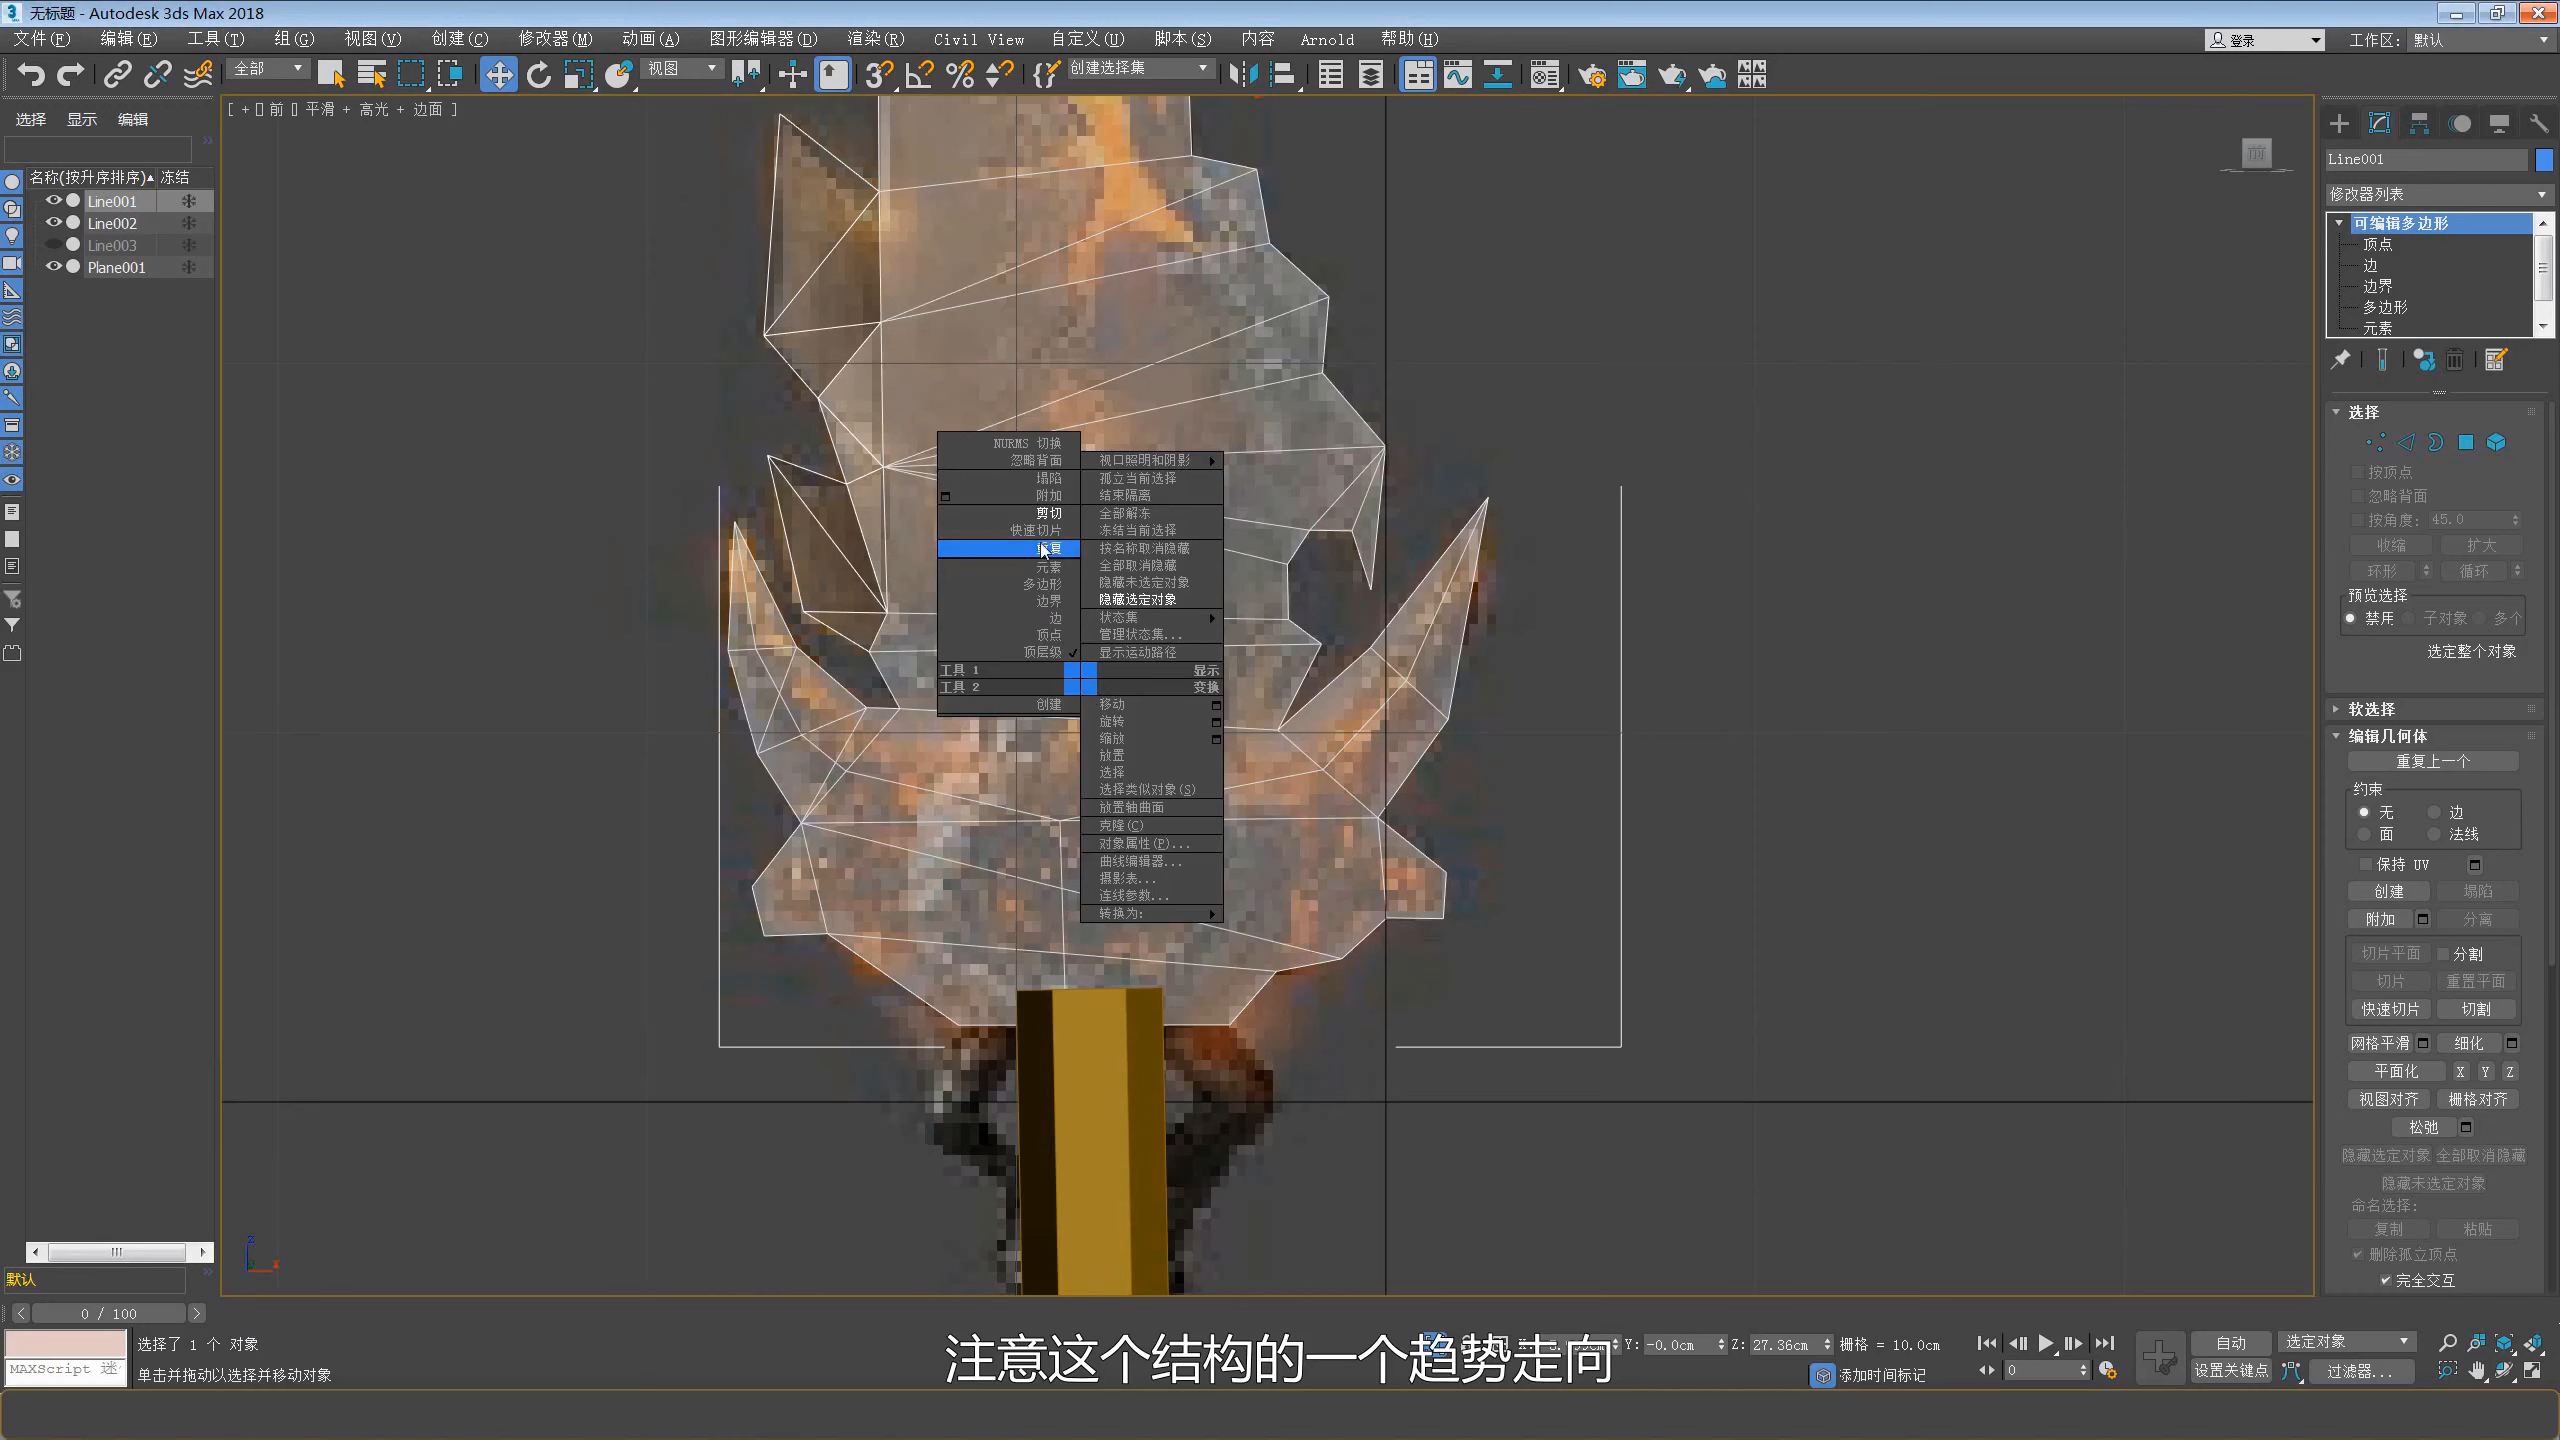 无标题 - Autodesk 3ds Max 2018
文件(F) 编辑(E) 工具(T) 组(G) 视图(V) 创建(C) 修改器(M) 动画(A) 图形编辑器(D) 渲染(R) Civil View 自定义(U) 脚本(S) 内容 Arnold 帮助(H) 登录 工作区: 默认
全部 视图 创建选择集
选择 显示 编辑
[ + ] 前 ] 平滑 + 高光 + 边面 ]
名称(按升序排序) 冻结
Line001
Line002
Line003
Plane001
NURMS 切换
忽略背面
塌陷
附加
剪切
快速切片
重复
元素
多边形
边界
边
顶点
顶层级
工具 1
工具 2
创建
视口照明和阴影
孤立当前选择
结束隔离
全部解冻
冻结当前选择
按名称取消隐藏
全部取消隐藏
隐藏未选定对象
隐藏选定对象
状态集
管理状态集...
显示运动路径
显示
变换
移动
旋转
缩放
放置
选择
选择类似对象(S)
放置轴曲面
克隆(C)
对象属性(P)...
曲线编辑器...
摄影表...
连线参数...
转换为:
Line001
修改器列表
可编辑多边形
顶点
边
边界
多边形
元素
选择
按顶点
忽略背面
按角度: 45.0
收缩 扩大
环形 循环
预览选择
禁用 子对象 多个
选定整个对象
软选择
编辑几何体
重复上一个
约束
无 边
面 法线
保持 UV
创建 塌陷
附加 分离
切片平面 分割
切片 重置平面
快速切片 切割
网格平滑 细化
平面化 X Y Z
视图对齐 栅格对齐
松弛
隐藏选定对象 全部取消隐藏
隐藏未选定对象
命名选择:
复制 粘贴
删除孤立顶点
完全交互
默认
0 / 100
选择了 1 个 对象
MAXScript 迷
单击并拖动以选择并移动对象
注意这个结构的一个趋势走向
Y: -0.0cm Z: 27.36cm 栅格 = 10.0cm
添加时间标记
自动 选定对象
0 设置关键点 过滤器...